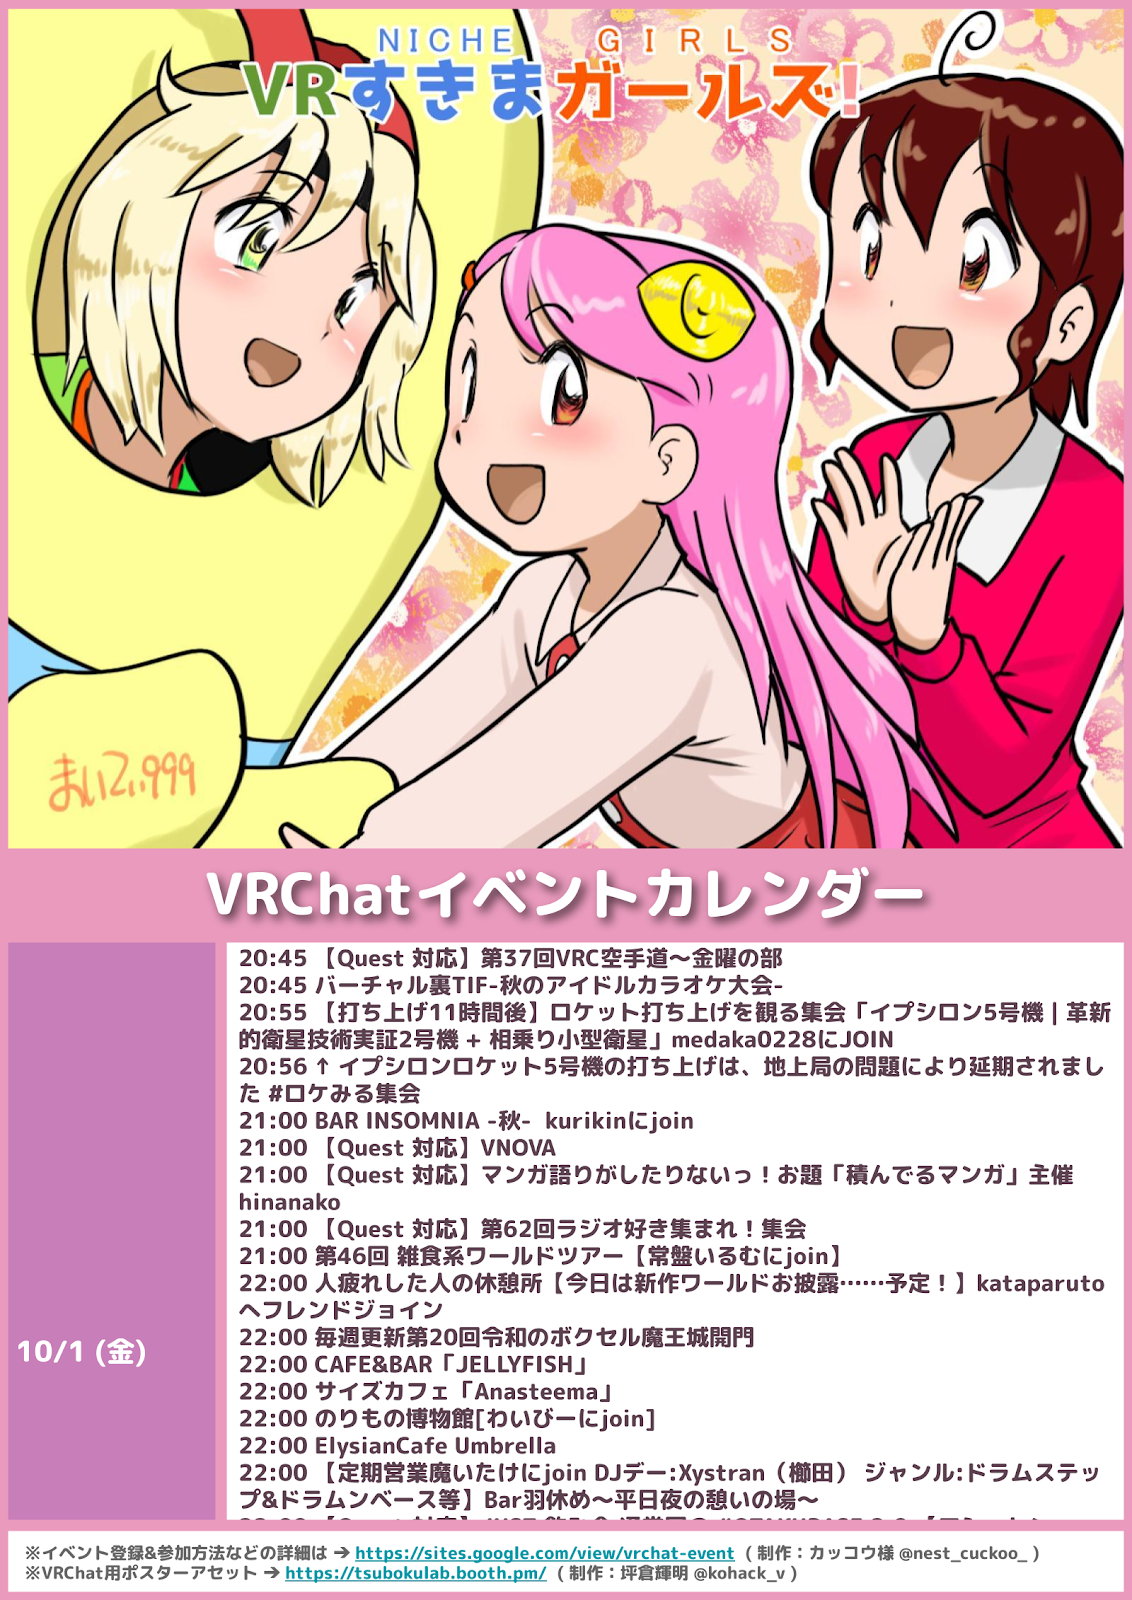 NICHE GIRLS
VRすきまガールズ!
まいてぃ999
VRChatイベントカレンダー
20:45 【Quest 対応】第37回VRC空手道～金曜の部
20:45 バーチャル裏TIF-秋のアイドルカラオケ大会-
20:55 【打ち上げ11時間後】ロケット打ち上げを観る集会「イプシロン5号機 | 革新
的衛星技術実証2号機 + 相乗り小型衛星」medaka0228にJOIN
20:56 ↑ イプシロンロケット5号機の打ち上げは、地上局の問題により延期されまし
た #ロケみる集会
21:00 BAR INSOMNIA -秋- kurikinにjoin
21:00 【Quest 対応】VNOVA
21:00 【Quest 対応】マンガ語りがしたりないっ！お題「積んでるマンガ」主催
hinanako
21:00 【Quest 対応】第62回ラジオ好き集まれ！集会
21:00 第46回 雑食系ワールドツアー【常盤いるむにjoin】
22:00 人疲れした人の休憩所【今日は新作ワールドお披露……予定！】kataparuto
へフレンドジョイン
22:00 毎週更新第20回令和のボクセル魔王城開門
10/1 (金)
22:00 CAFE&BAR「JELLYFISH」
22:00 サイズカフェ「Anasteema」
22:00 のりもの博物館[わいびーにjoin]
22:00 ElysianCafe Umbrella
22:00 【定期営業魔いたけにjoin DJデー:Xystran（櫛田） ジャンル:ドラムステッ
プ&ドラムンベース等】Bar羽休め～平日夜の憩いの場～
※イベント登録&参加方法などの詳細は → https://sites.google.com/view/vrchat-event ( 制作：カッコウ様 @nest_cuckoo_ )
※VRChat用ポスターアセット → https://tsubokulab.booth.pm/ ( 制作：坪倉輝明 @kohack_v )